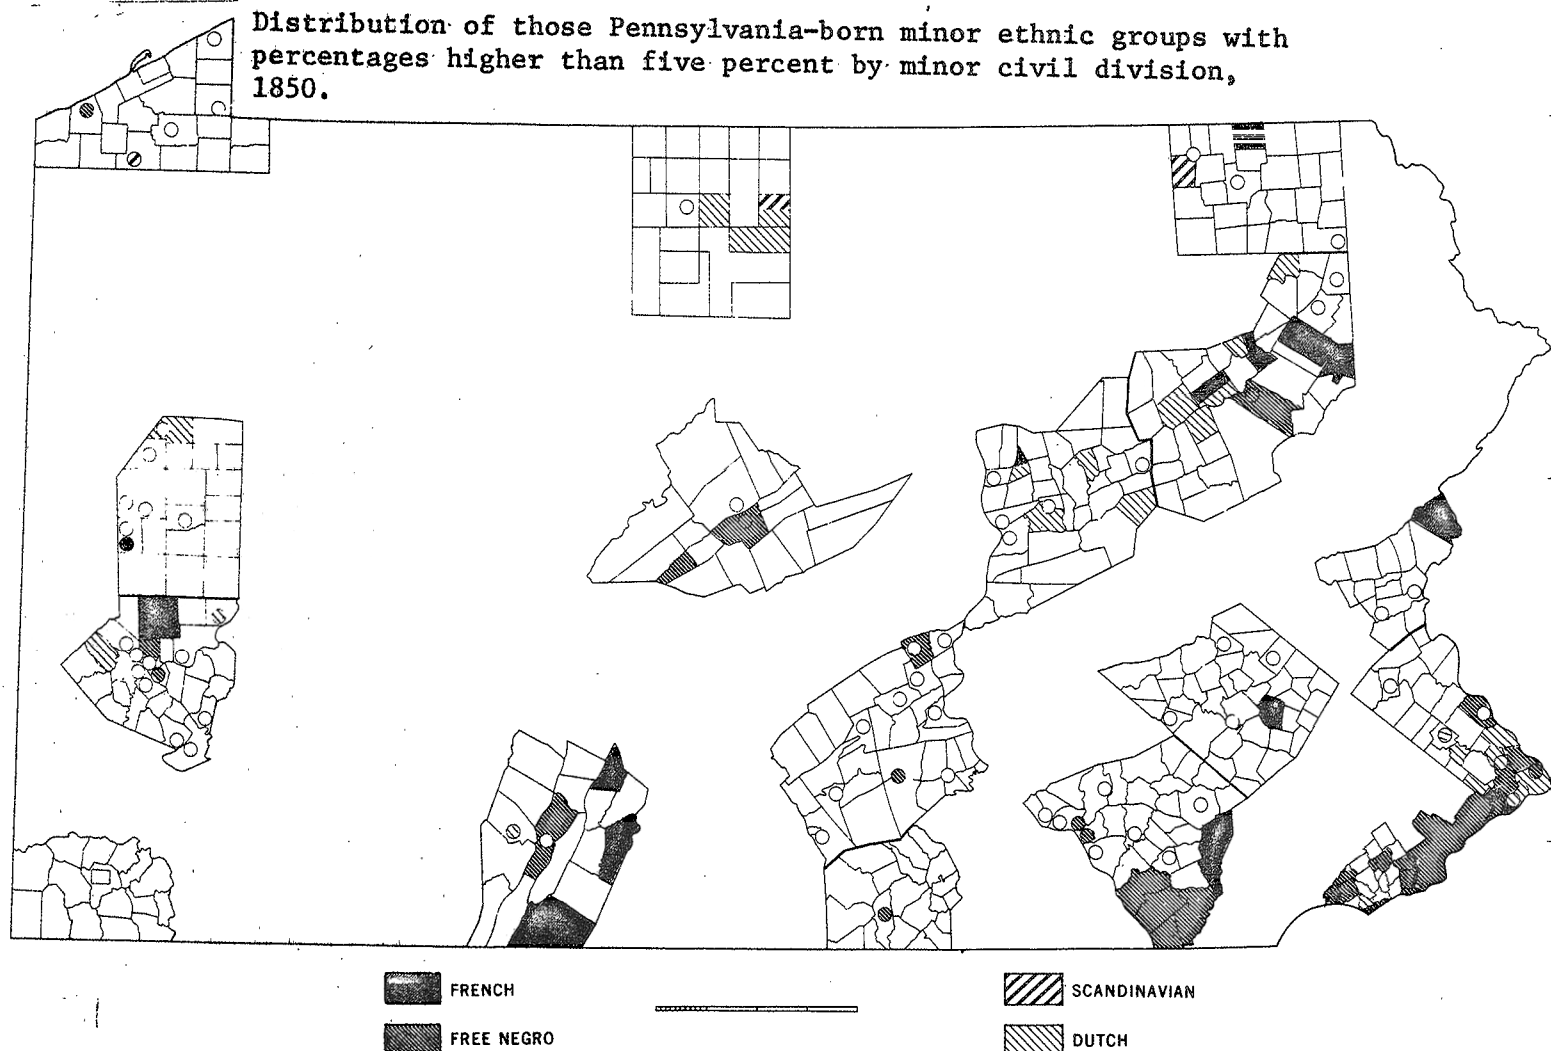 Distribution of those Pennsylvania-born minor ethnic groups with
percentages higher than five percent by minor civil division,
1850.
FRENCH
SCANDINAVIAN
FREE NEGRO
DUTCH